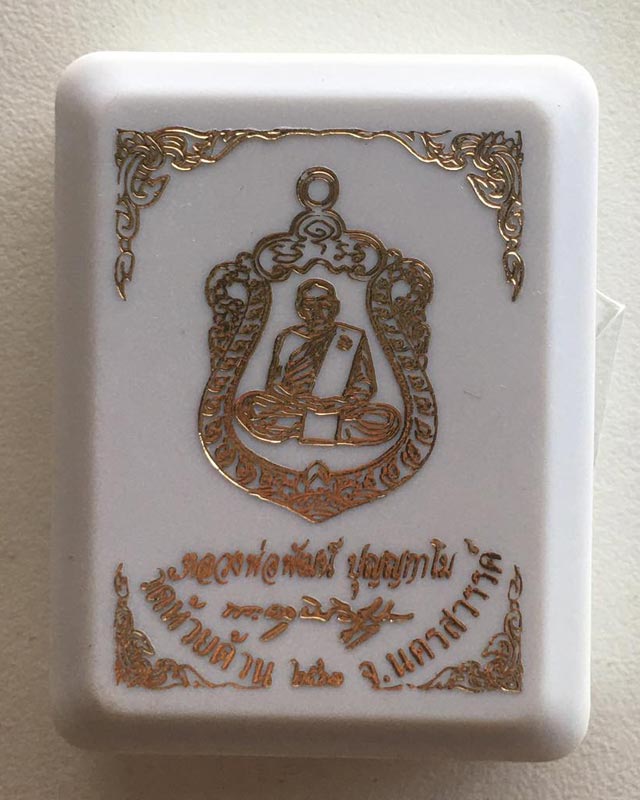 หลวงพ่อพัฒน์ ปุญญกาโม
วัดห้วยด้วน ๒๕๖๓ จ.นครสวรรค์